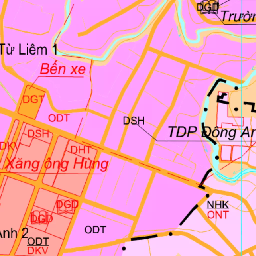 DGD
Trườn
Từ Liêm 1
Bến xe
DGT
ODT
DSH
DSH
TDP Đông An
DKV
DHT
Xăng ông Hùng
DGD
NHK
ONT
DGD
Anh 2
ODT
ODT
DKV